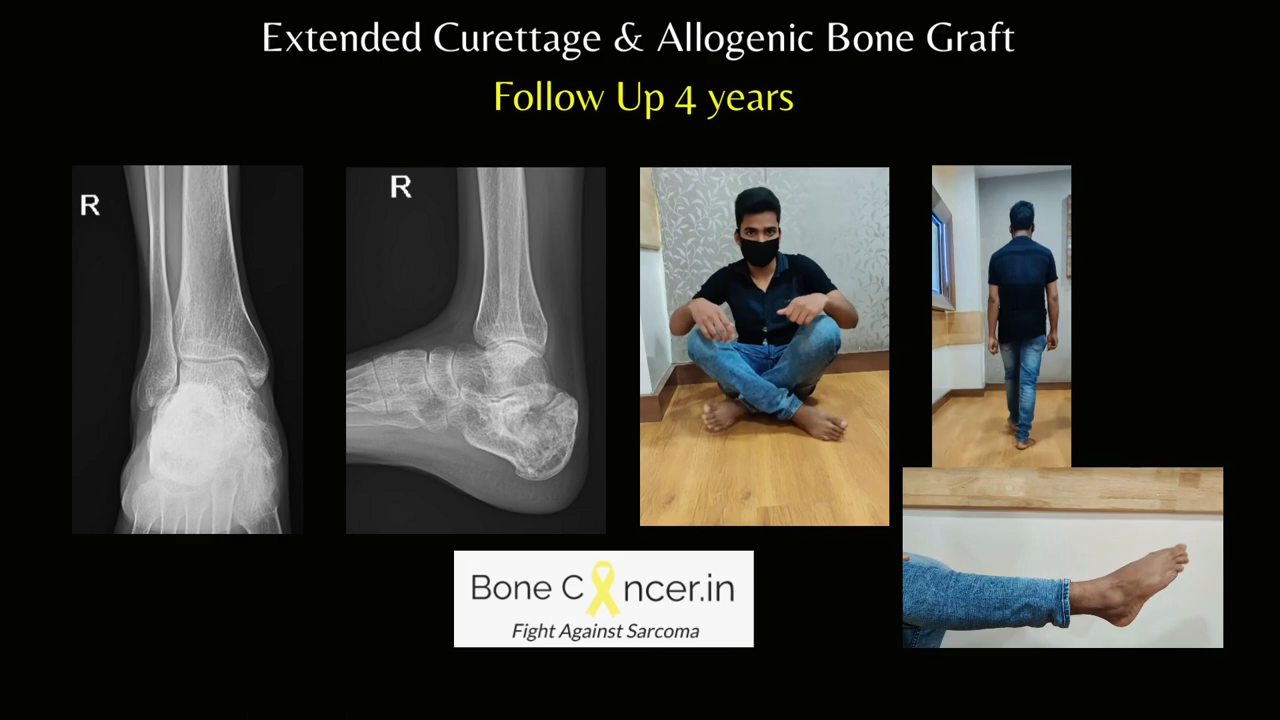 Extended Curettage & Allogenic Bone Graft
Follow Up 4 years
R
R
Bone Cancer.in
Fight Against Sarcoma